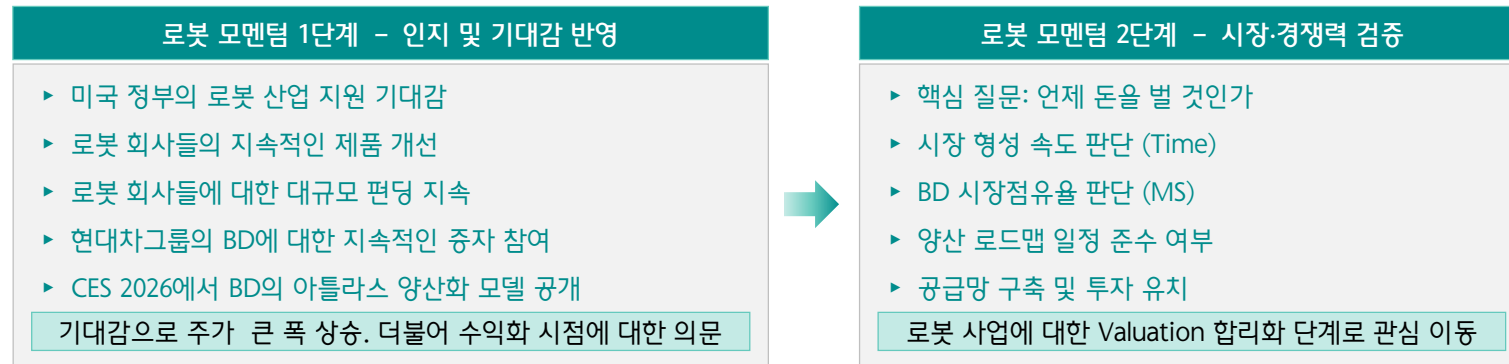 로봇 모멘텀 1단계 – 인지 및 기대감 반영
▸ 미국 정부의 로봇 산업 지원 기대감
▸ 로봇 회사들의 지속적인 제품 개선
▸ 로봇 회사들에 대한 대규모 펀딩 지속
▸ 현대차그룹의 BD에 대한 지속적인 증자 참여
▸ CES 2026에서 BD의 아틀라스 양산화 모델 공개
기대감으로 주가 큰 폭 상승. 더불어 수익화 시점에 대한 의문
로봇 모멘텀 2단계 – 시장·경쟁력 검증
▸ 핵심 질문: 언제 돈을 벌 것인가
▸ 시장 형성 속도 판단 (Time)
▸ BD 시장점유율 판단 (MS)
▸ 양산 로드맵 일정 준수 여부
▸ 공급망 구축 및 투자 유치
로봇 사업에 대한 Valuation 합리화 단계로 관심 이동